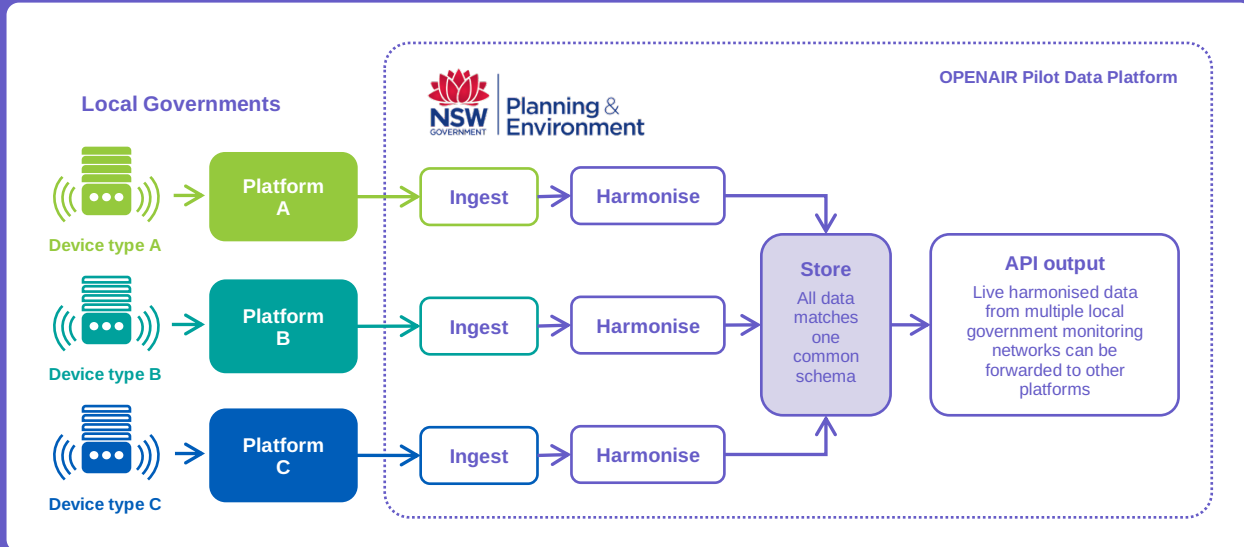 OPENAIR Pilot Data Platform
Local Governments
NSW
GOVERNMENT
Planning &
Environment
Device type A
Platform
A
Ingest
Harmonise
Device type B
Platform
B
Ingest
Harmonise
Device type C
Platform
C
Ingest
Harmonise
Store
All data
matches
one
common
schema
API output
Live harmonised data
from multiple local
government monitoring
networks can be
forwarded to other
platforms